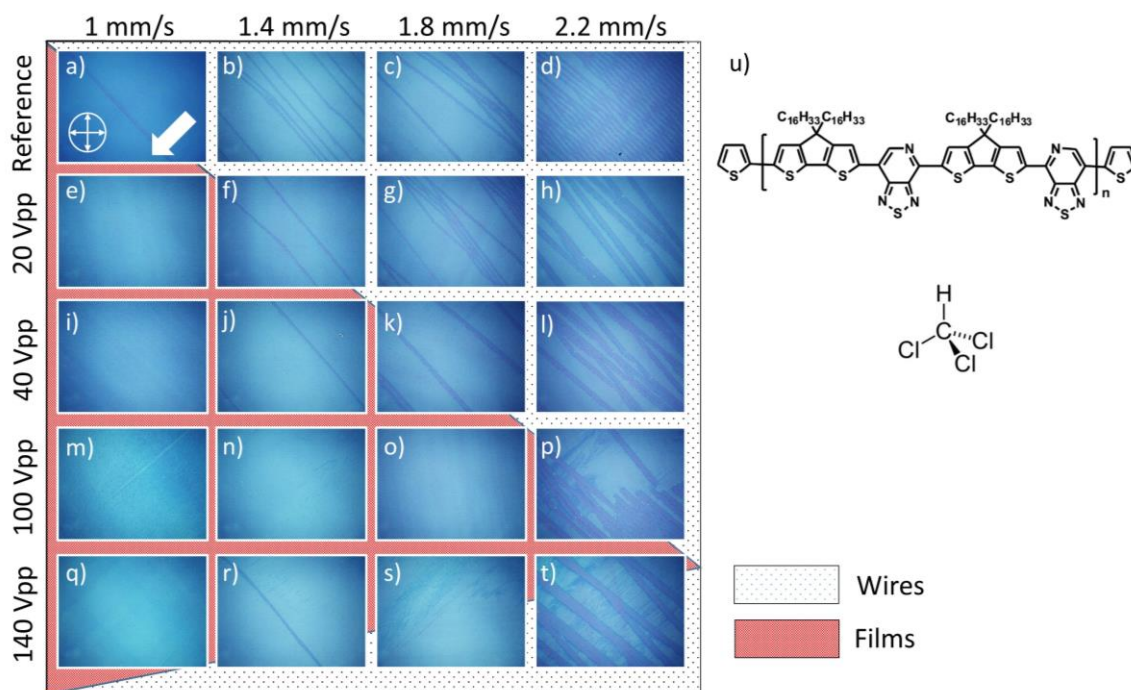 1 mm/s 1.4 mm/s 1.8 mm/s 2.2 mm/s
Reference
a) b) c) d)
20 Vpp
e) f) g) h)
40 Vpp
i) j) k) l)
100 Vpp
m) n) o) p)
140 Vpp
q) r) s) t)
u)
C16H33 C16H33 C16H33 C16H33
N N
S S S S S S n
N N N N
S S
H
C
Cl Cl
Cl
Wires
Films